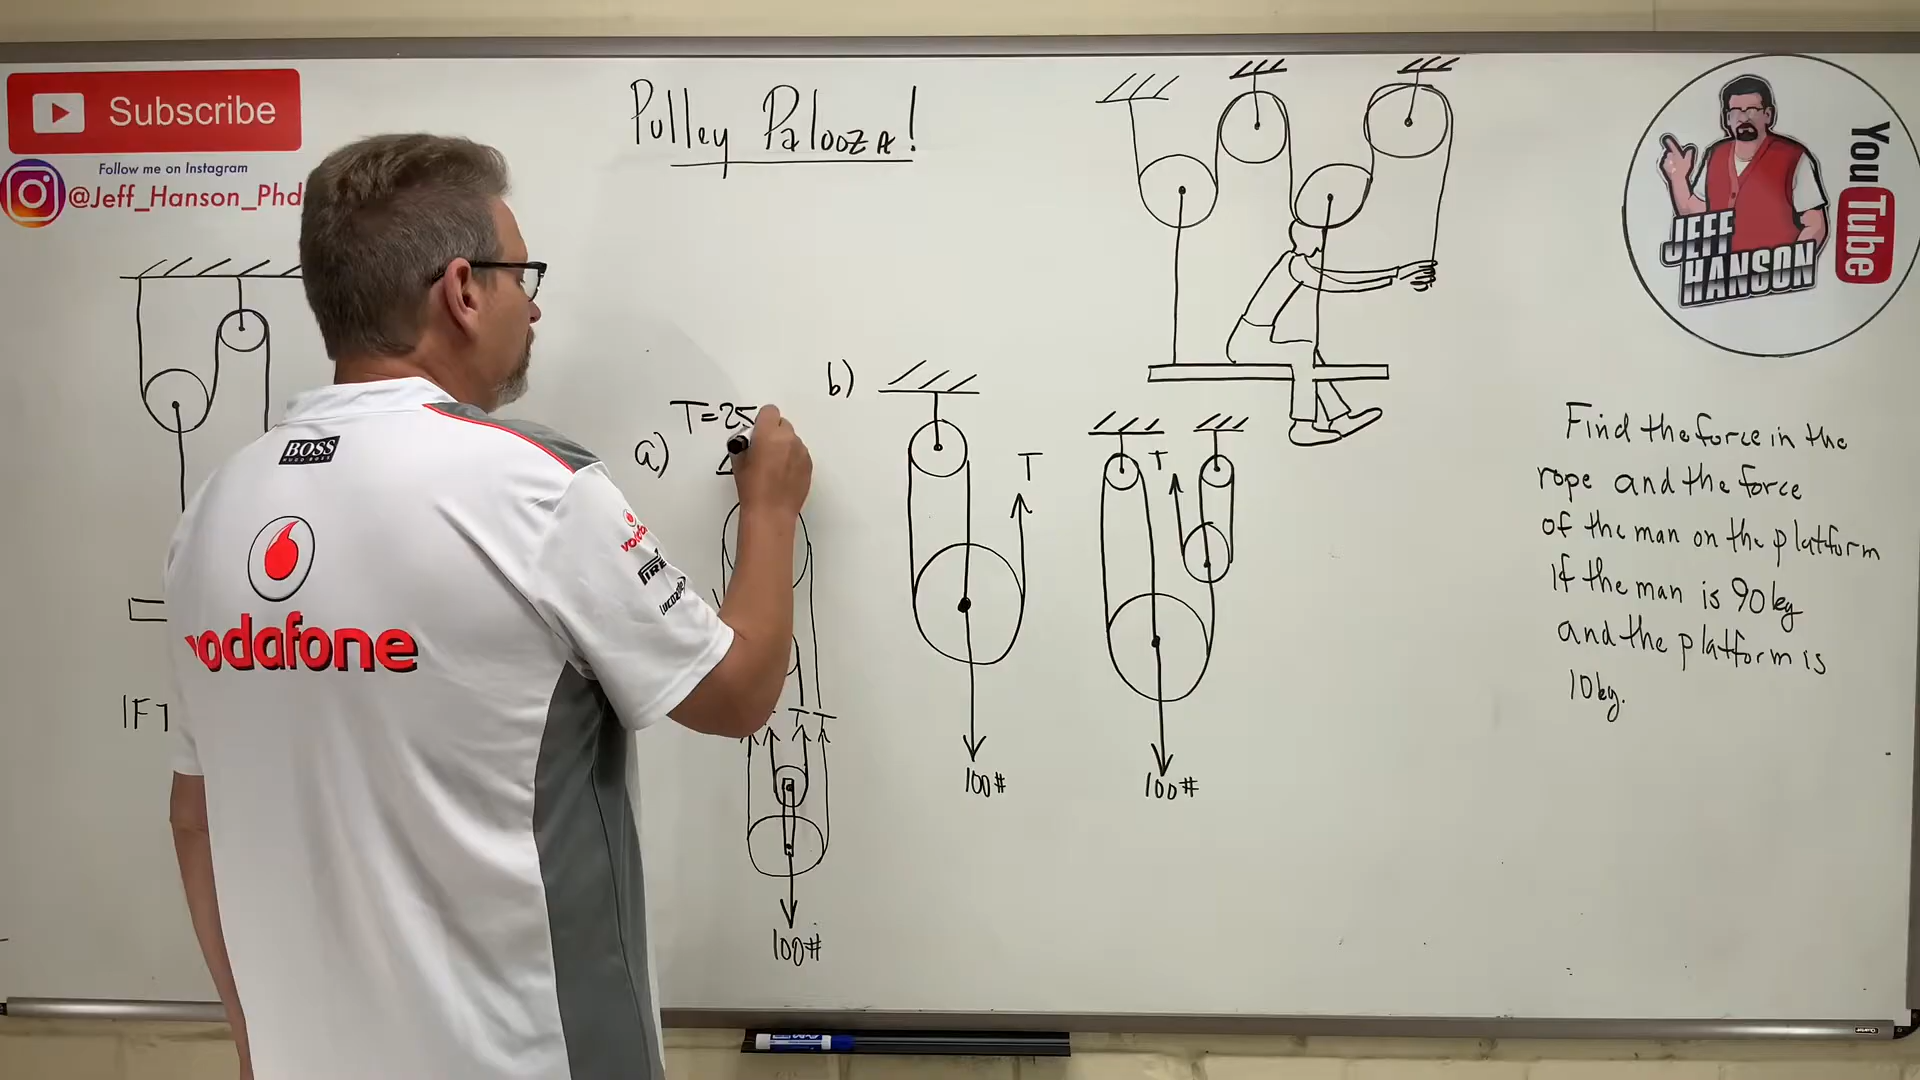 Subscribe
Follow me on Instagram
@Jeff_Hanson_Phd
Pulley Palooza!
YouTube
JEFF
HANSON
a) T=25
b)
T
T
T T
100#
100#
100#
Find the force in the
rope and the force
of the man on the platform
if the man is 90kg
and the platform is
10kg.
IF
BOSS
HUGO BOSS
vodafone